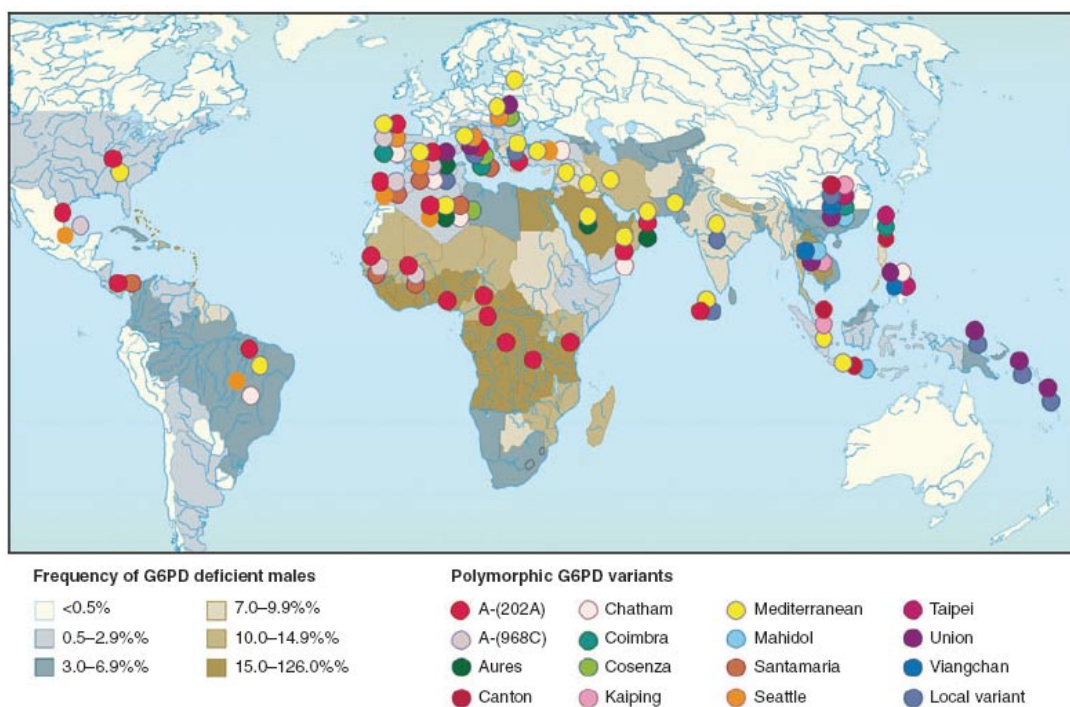 Frequency of G6PD deficient males
<0.5%
0.5–2.9%%
3.0–6.9%%
7.0–9.9%%
10.0–14.9%%
15.0–126.0%%
Polymorphic G6PD variants
A-(202A)
A-(968C)
Aures
Canton
Chatham
Coimbra
Cosenza
Kaiping
Mediterranean
Mahidol
Santamaria
Seattle
Taipei
Union
Viangchan
Local variant